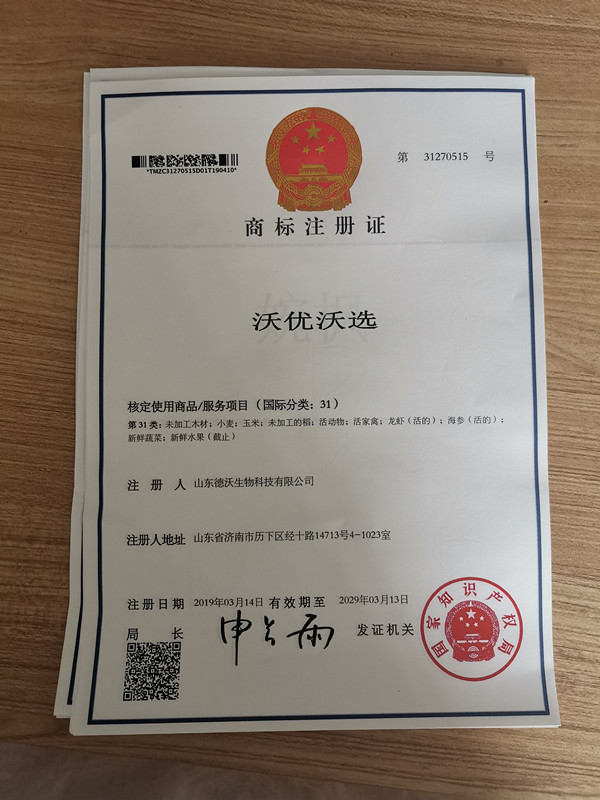 *TMZC31270515D01T190410*
第 31270515 号
商标注册证
沃优沃选
核定使用商品/服务项目（国际分类：31）
第31类：未加工木材；小麦；玉米；未加工的稻；活动物；活家禽；龙虾（活的）；海参（活的）；
新鲜蔬菜；新鲜水果（截止）
注册人 山东德沃生物科技有限公司
注册人地址 山东省济南市历下区经十路14713号4-1023室
注册日期 2019年03月14日 有效期至 2029年03月13日
局长 申长雨 发证机关
国家知识产权局